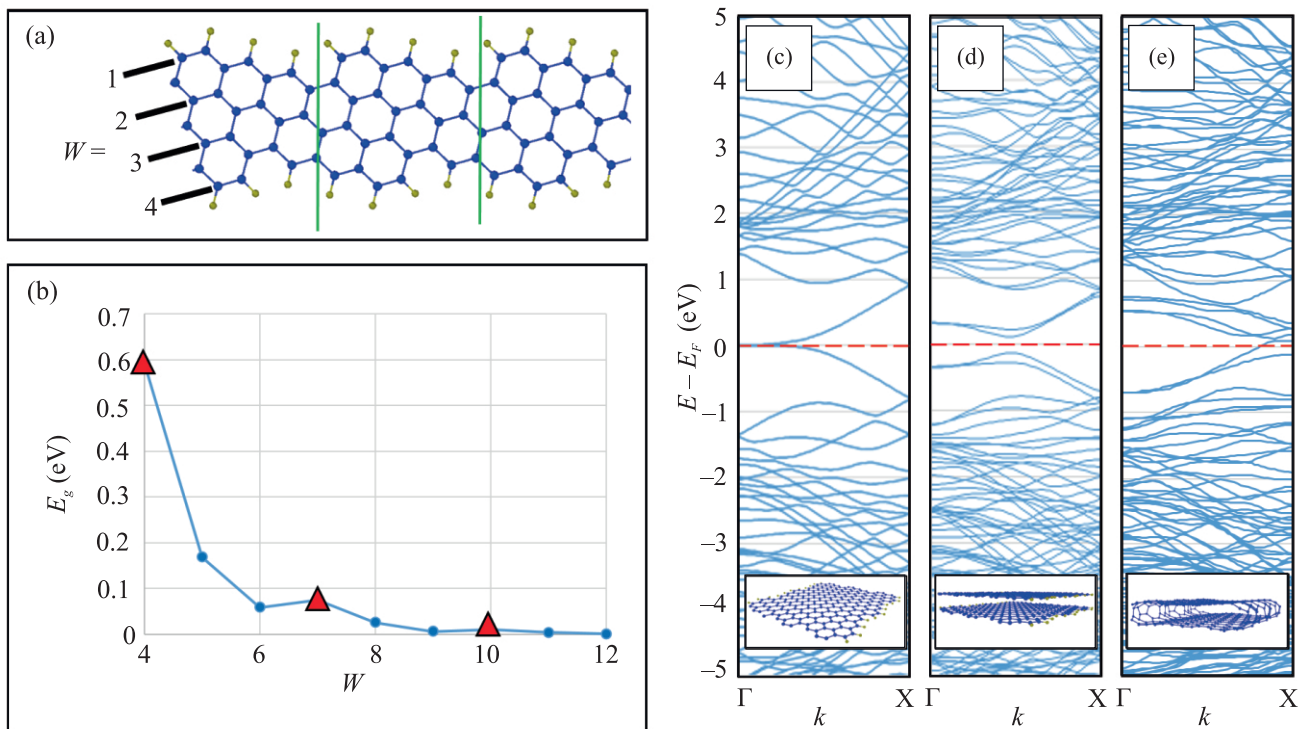 (a)
1
2
W =
3
4
(b)
0.7
0.6
0.5
0.4
0.3
0.2
0.1
0
E_g (eV)
4
6
8
10
12
W
(c)
(d)
(e)
5
4
3
2
1
0
–1
–2
–3
–4
–5
E – E_F (eV)
Γ
X
Γ
X
Γ
X
k
k
k